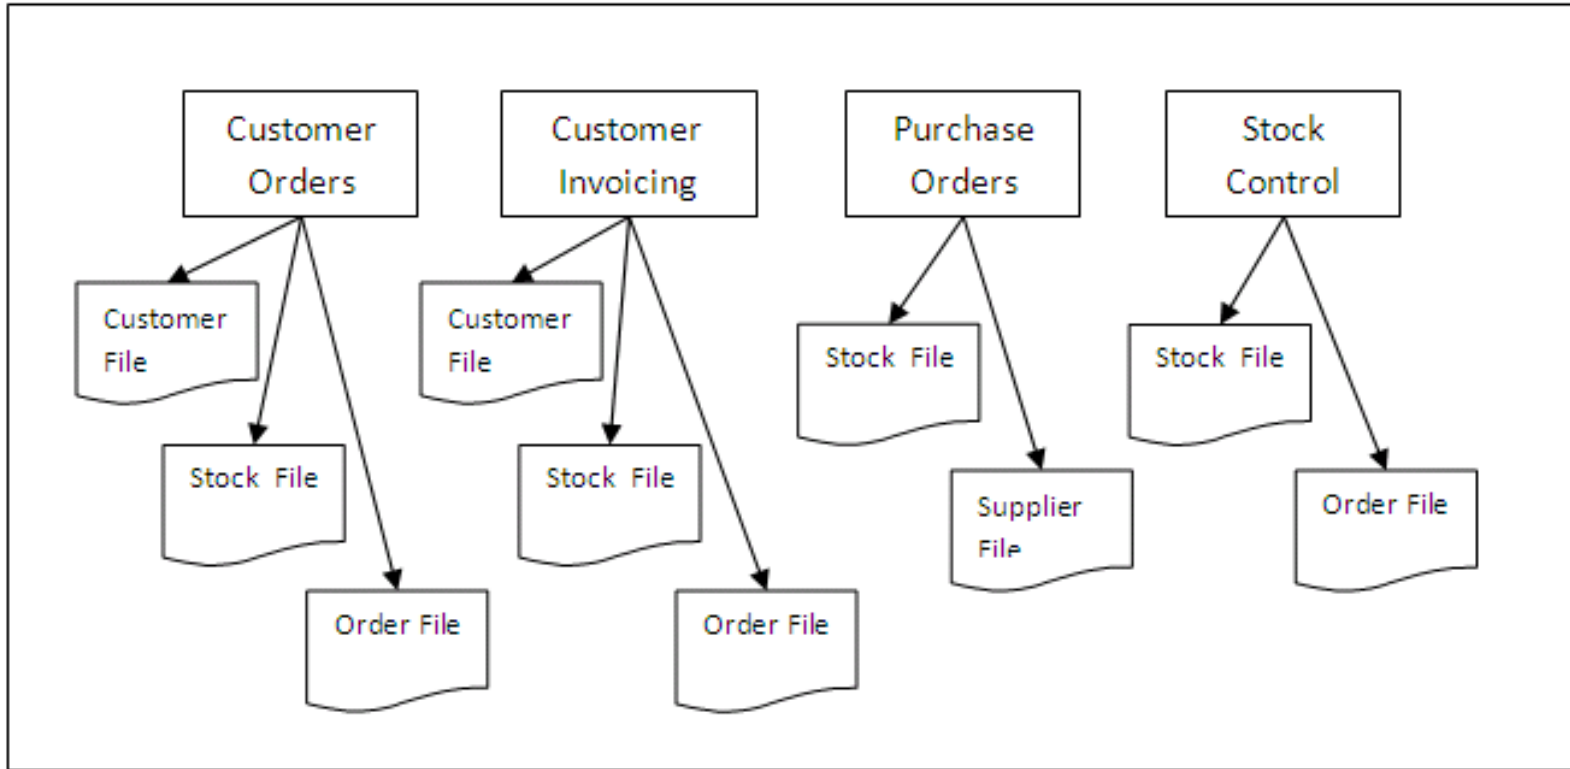 Customer
Orders
Customer
Invoicing
Purchase
Orders
Stock
Control
Customer
File
Customer
File
Stock File
Stock File
Stock File
Stock File
Supplier
File
Order File
Order File
Order File